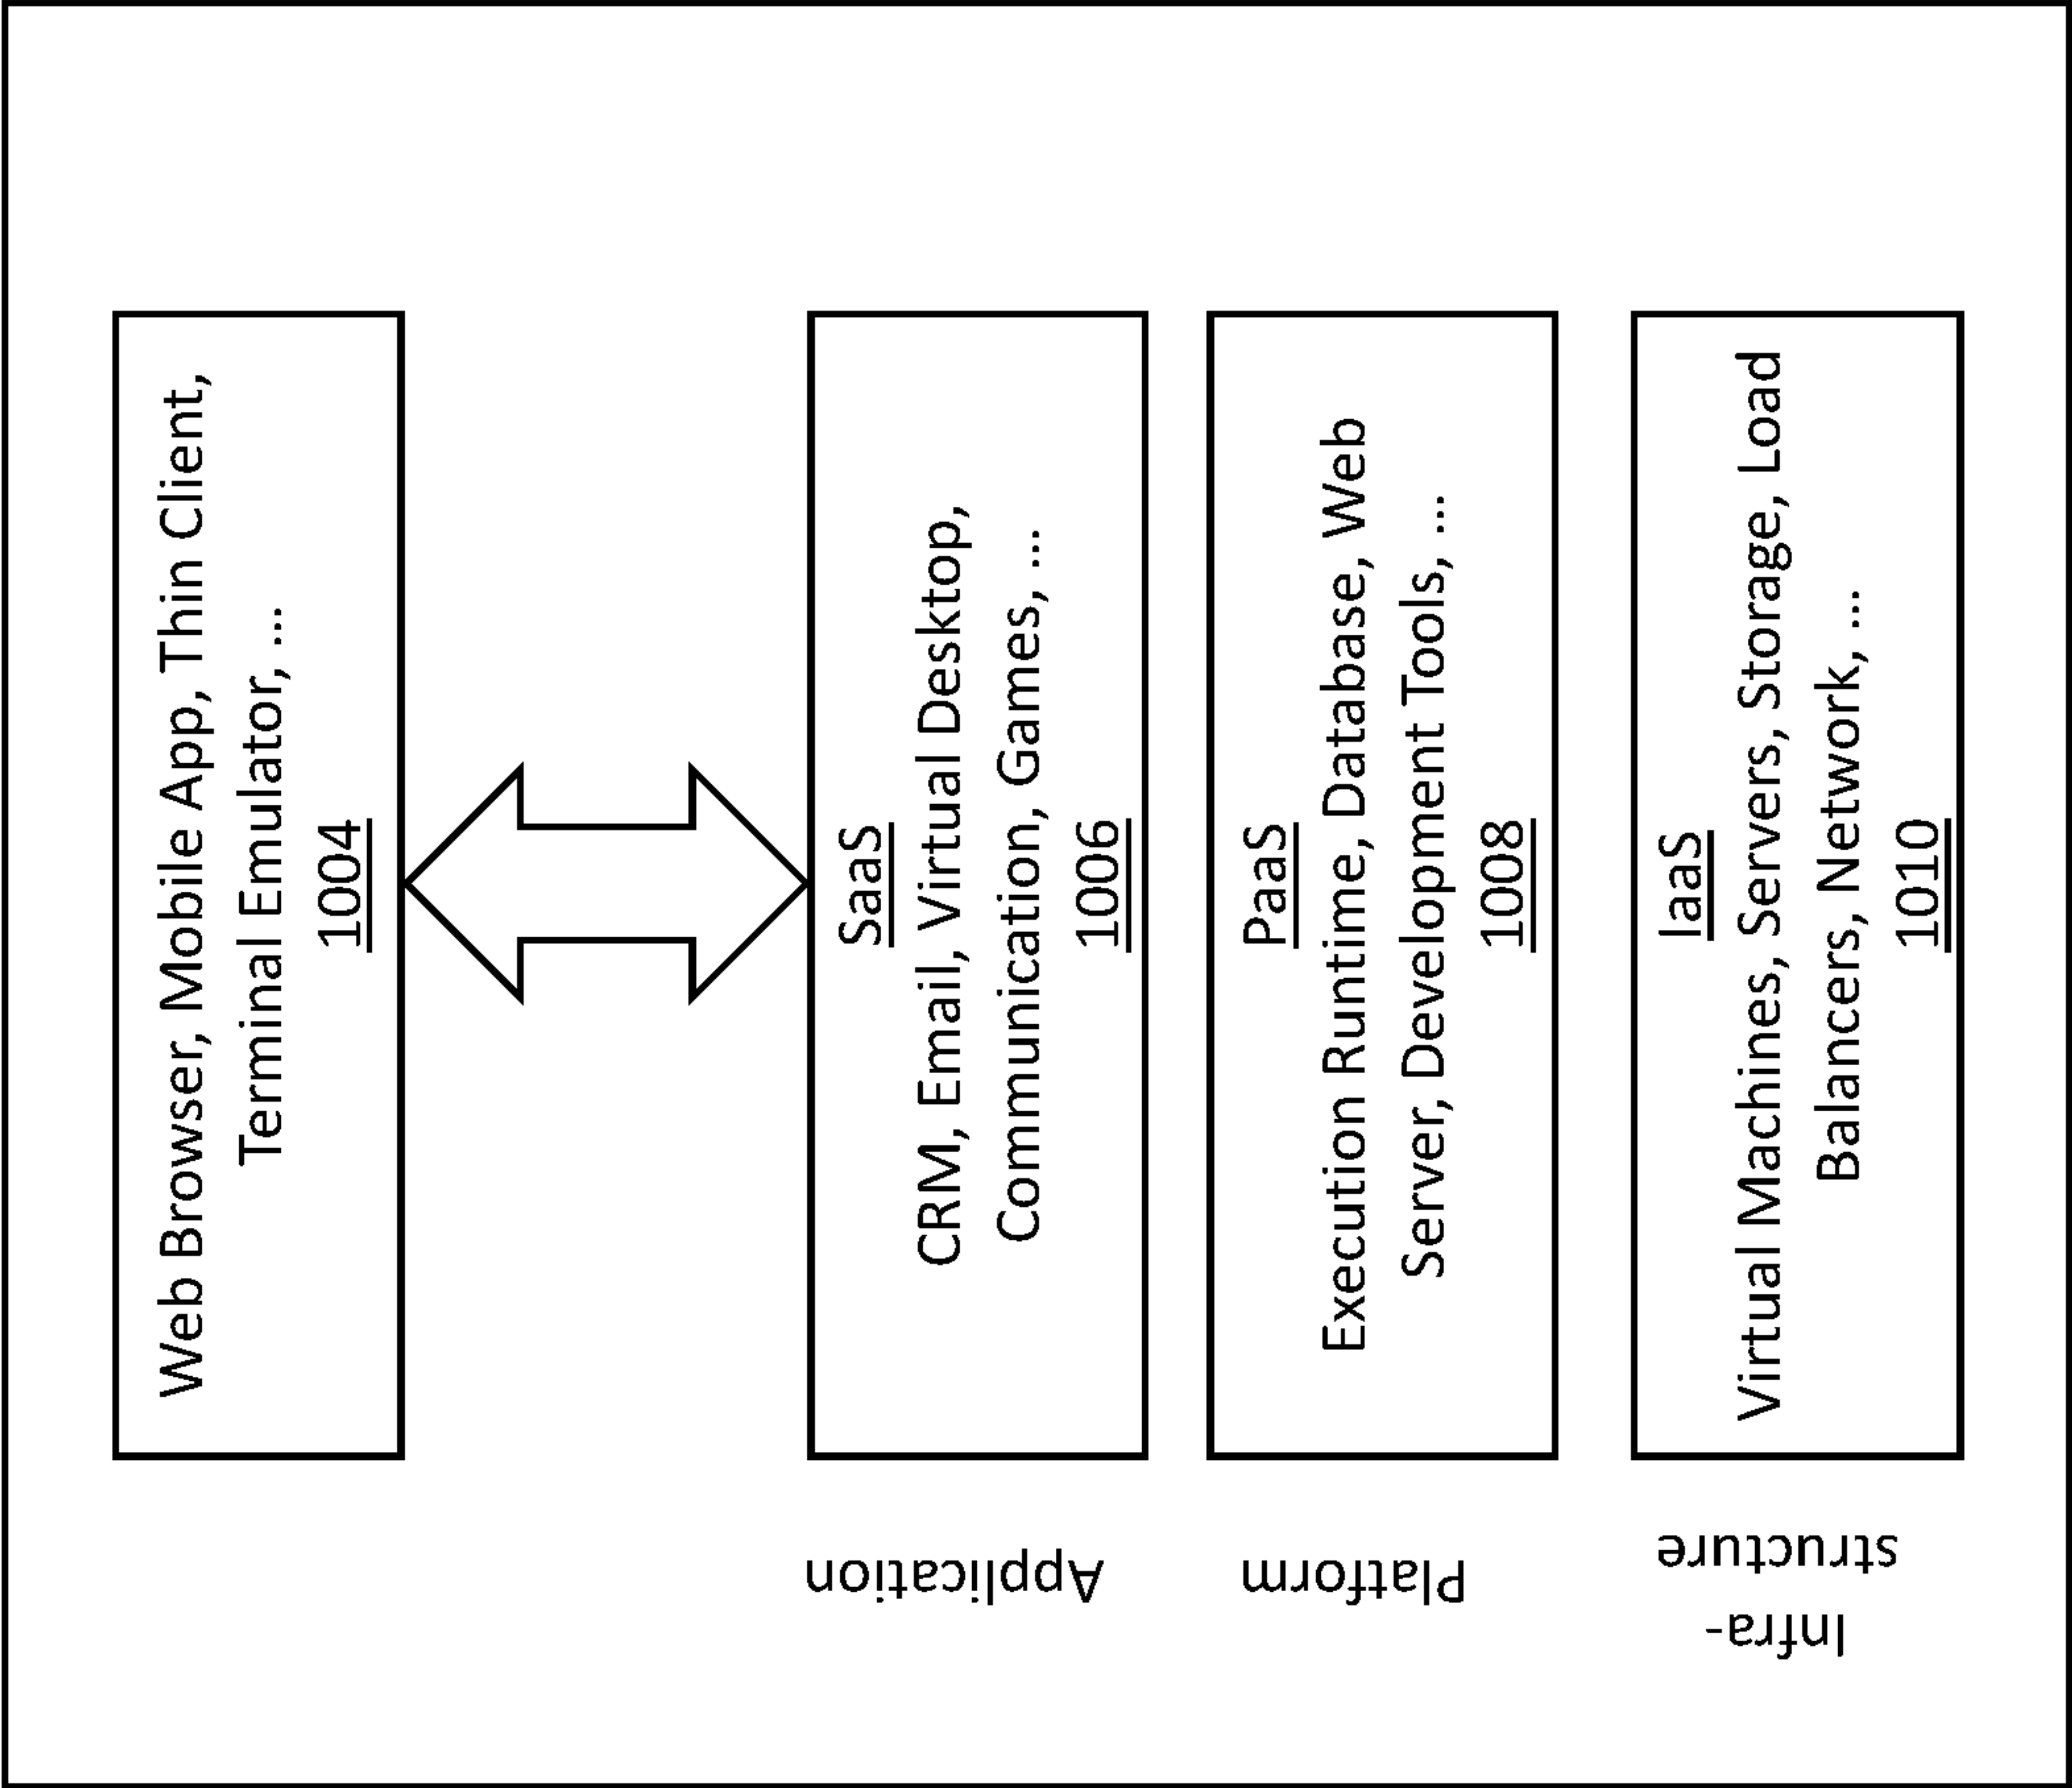 Web Browser, Mobile App, Thin Client,
Terminal Emulator, ...
1004
Application
SaaS
CRM, Email, Virtual Desktop,
Communication, Games, ...
1006
Platform
PaaS
Execution Runtime, Database, Web
Server, Development Tools, ...
1008
Infra-
structure
IaaS
Virtual Machines, Servers, Storage, Load
Balancers, Network, ...
1010